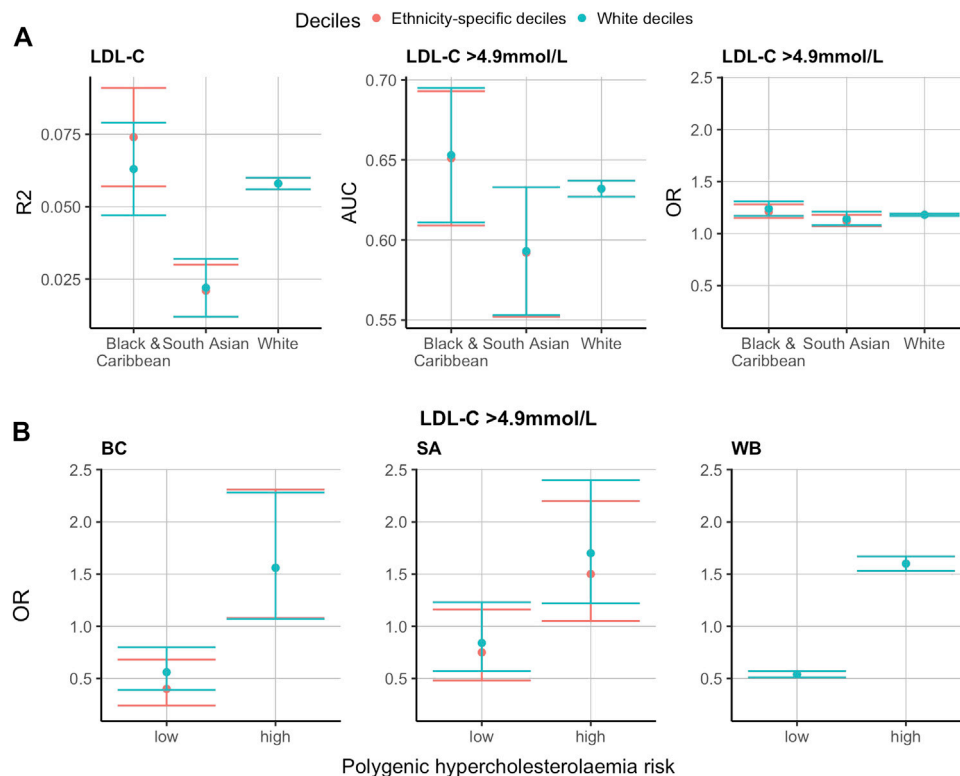 Deciles Ethnicity-specific deciles White deciles
A
LDL-C
LDL-C >4.9mmol/L
LDL-C >4.9mmol/L
R2
0.075
0.050
0.025
Black & Caribbean
South Asian
White
AUC
0.70
0.65
0.60
0.55
Black & Caribbean
South Asian
White
OR
2.5
2.0
1.5
1.0
0.5
Black & Caribbean
South Asian
White
B
LDL-C >4.9mmol/L
BC
SA
WB
OR
2.5
2.0
1.5
1.0
0.5
low
high
2.5
2.0
1.5
1.0
0.5
low
high
2.5
2.0
1.5
1.0
0.5
low
high
Polygenic hypercholesterolaemia risk